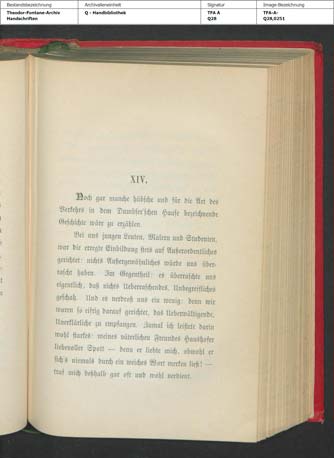 Bestandsbezeichnung
Theodor-Fontane-Archiv
Handschriften
Archivalieneinheit
Q - Handbibliothek
Signatur
TFA A
Q28
Image-Bezeichnung
TFA-A-
Q28,0251
XIV.
Noch gar manche hübsche und für die Art des
Verkehrs in dem Damböer'schen Hause bezeichnende
Geschichte wäre zu erzählen.
Bei uns jungen Leuten, Malern und Studenten,
war die erregte Einbildung stets auf Außerordentliches
gerichtet: nichts Außergewöhnliches würde uns über-
rascht haben. Im Gegentheil: es überraschte uns
eigentlich, daß nichts Ueberraschendes, Unbegreifliches
geschah. Und es verdroß uns ein wenig: denn wir
waren so eifrig darauf gerichtet, das Ueberwältigende,
Unerklärliche zu empfangen. Zumal ich leistete darin
wohl starkes: meines väterlichen Freundes Haushofer
liebevoller Spott — denn er liebte mich, obwohl er
sich's niemals durch ein weiches Wort merken ließ! —
traf mich deßhalb gar oft und wohl verdient.